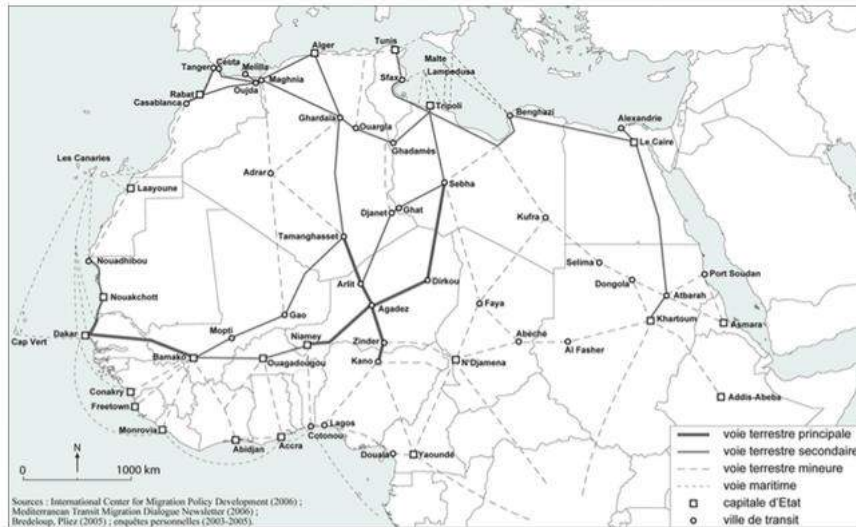 Tunis
Alger
Malte
Ceuta
Tanger
Melilla
Lampedusa
Maghnia
Sfax
Rabat
Oujda
Tripoli
Casablanca
Benghazi
Alexandrie
Ghardaïa
Ouargla
Le Caire
Ghadamès
Les Canaries
Adrar
Sebha
Laayoune
Djanet
Ghat
Kufra
Tamanghasset
Nouadhibou
Selima
Port Soudan
Arlit
Dirkou
Dongola
Nouakchott
Atbarah
Agadez
Faya
Gao
Khartoum
Asmara
Dakar
Mopti
Niamey
Cap Vert
Zinder
Abéché
Bamako
Al Fasher
Ouagadougou
Kano
N'Djamena
Conakry
Addis-Abeba
Freetown
Lagos
Monrovia
Cotonou
Abidjan
Accra
Douala
Yaoundé
N
0
1000 km
voie terrestre principale
voie terrestre secondaire
voie terrestre mineure
voie maritime
capitale d'Etat
ville de transit
Sources : International Center for Migration Policy Development (2006) ;
Mediterranean Transit Migration Dialogue Newsletter (2006) ;
Bredeloup, Pliez (2005) ; enquêtes personnelles (2003-2005).